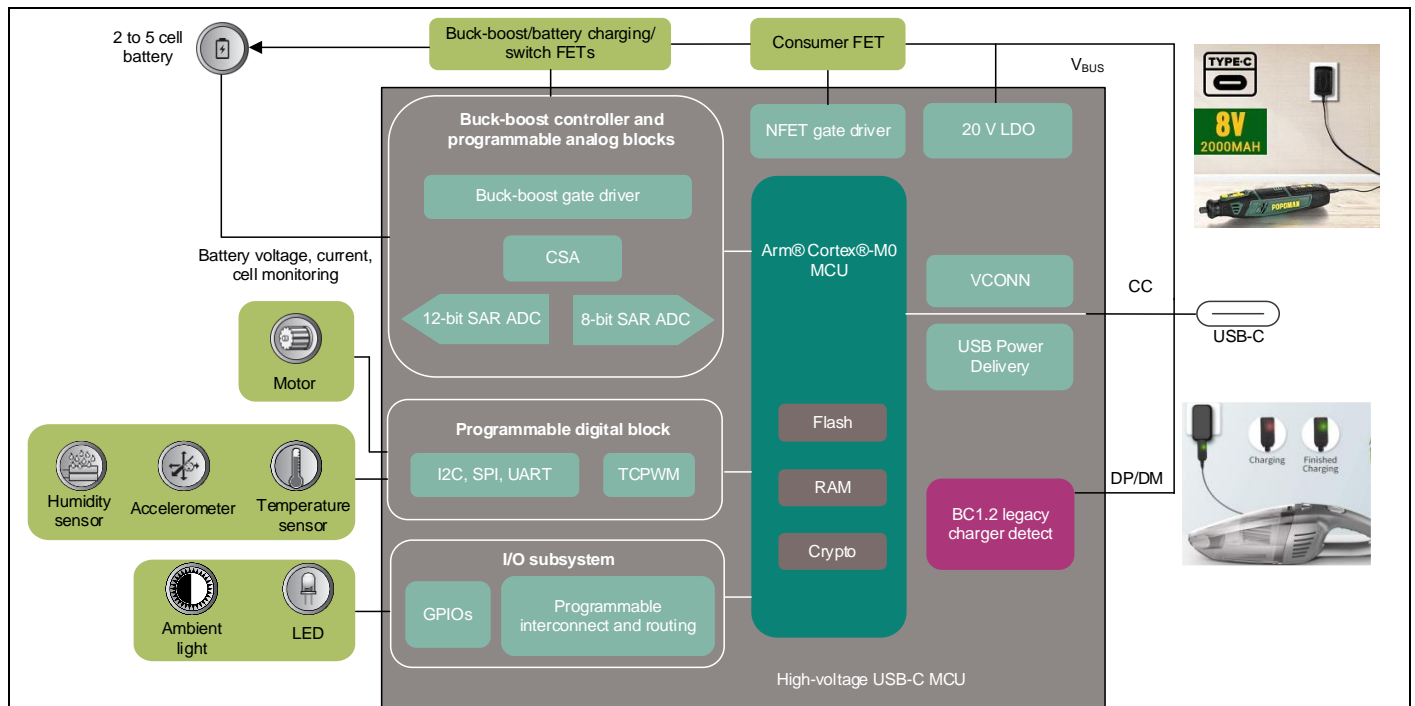 2 to 5 cell
battery
Buck-boost/battery charging/
switch FETs
Consumer FET
VBUS
TYPE-C
8V
2000MAH
POPOMAN
Buck-boost controller and
programmable analog blocks
NFET gate driver
20 V LDO
Buck-boost gate driver
CSA
12-bit SAR ADC
8-bit SAR ADC
Battery voltage, current,
cell monitoring
Arm® Cortex®-M0
MCU
VCONN
CC
USB-C
USB Power
Delivery
Motor
Programmable digital block
I2C, SPI, UART
TCPWM
Humidity
sensor
Accelerometer
Temperature
sensor
Flash
RAM
Crypto
BC1.2 legacy
charger detect
DP/DM
Charging
Finished
Charging
I/O subsystem
GPIOs
Programmable
interconnect and routing
Ambient
light
LED
High-voltage USB-C MCU